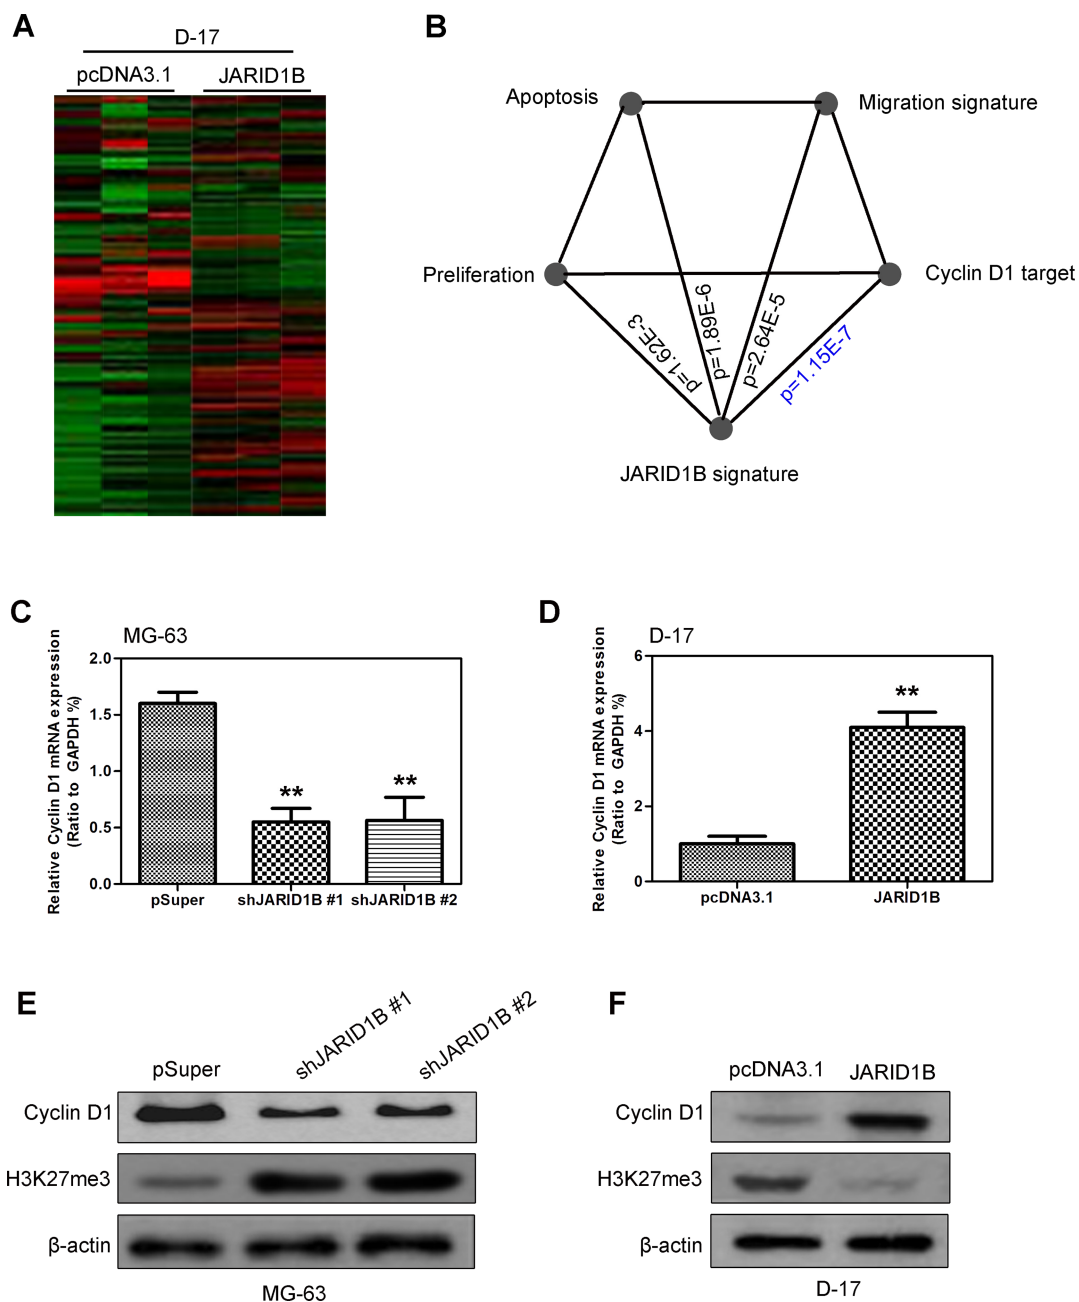 A
D-17
pcDNA3.1 JARID1B
B
Apoptosis
Migration signature
Preliferation
Cyclin D1 target
p=1.62E-3
p=1.89E-6
p=2.64E-5
p=1.15E-7
JARID1B signature
C
MG-63
Relative Cyclin D1 mRNA expression
(Ratio to GAPDH %)
2.0
1.5
1.0
0.5
0.0
**
**
pSuper shJARID1B #1 shJARID1B #2
D
D-17
Relative Cyclin D1 mRNA expression
(Ratio to GAPDH %)
6
4
2
0
**
pcDNA3.1 JARID1B
E
pSuper shJARID1B #1 shJARID1B #2
Cyclin D1
H3K27me3
β-actin
MG-63
F
pcDNA3.1 JARID1B
Cyclin D1
H3K27me3
β-actin
D-17